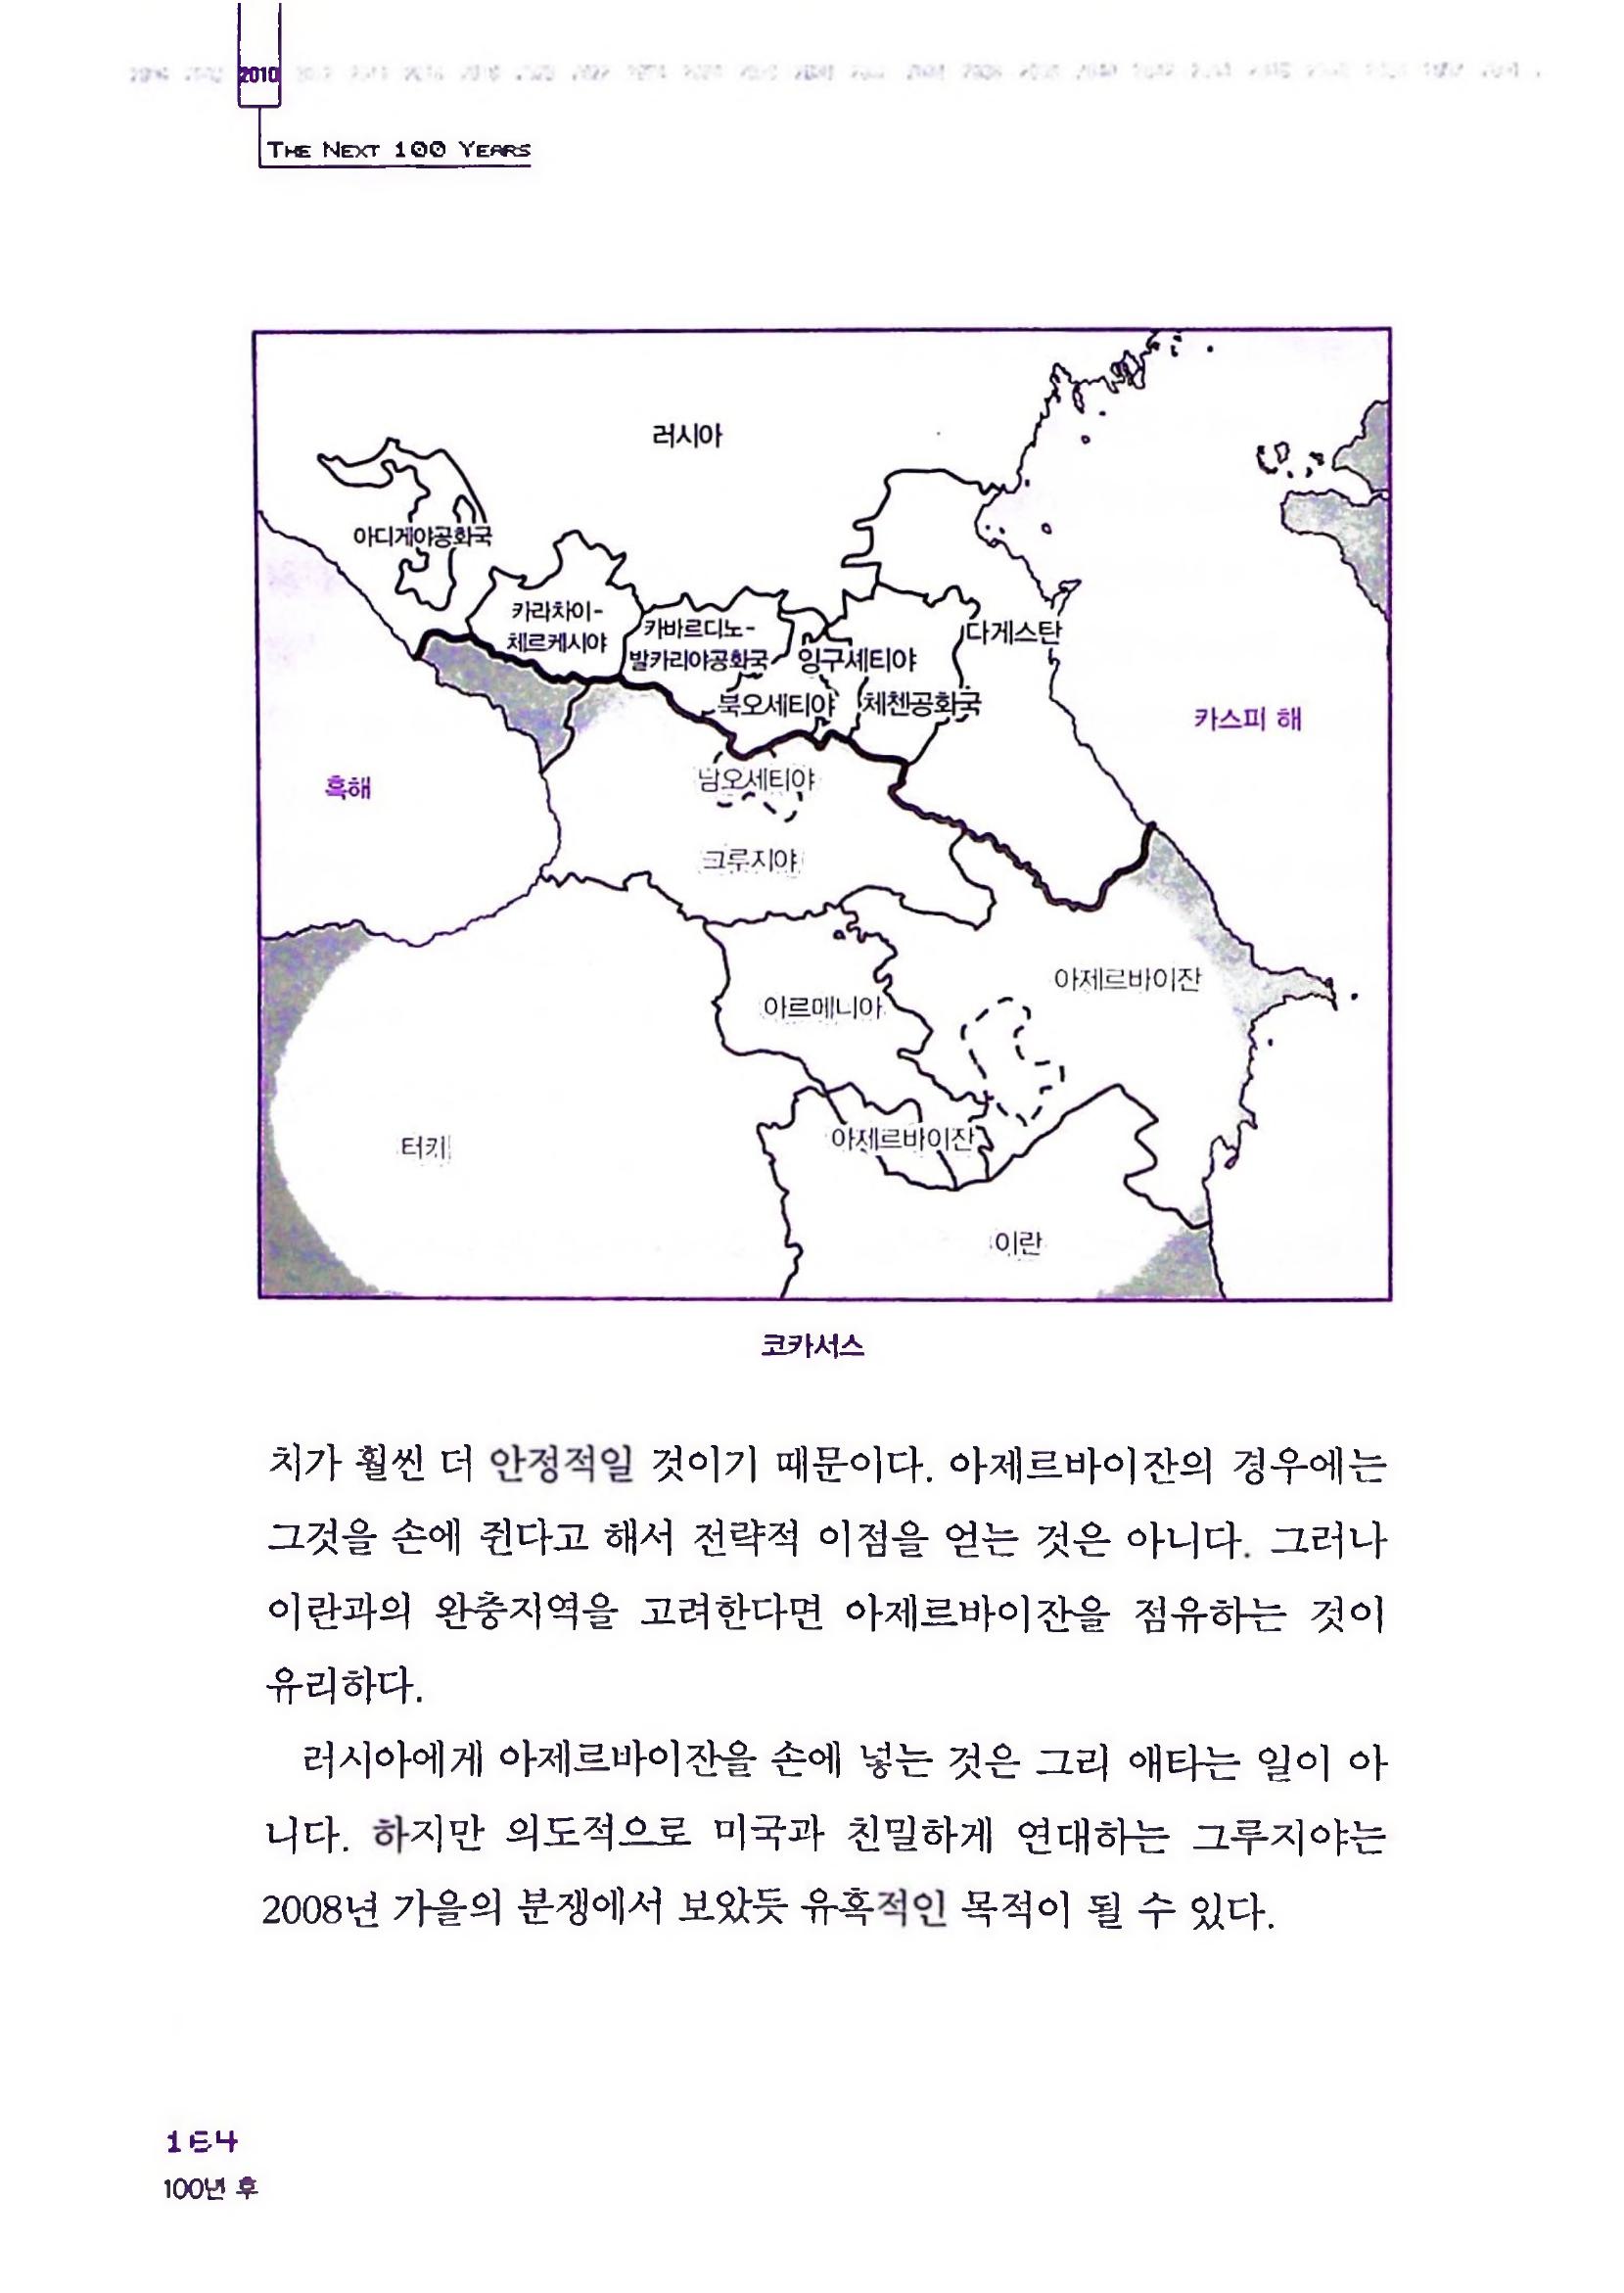 2010
THE NEXT 100 YEARS
러시아
아디게야공화국
카라차이-
체르케시야
카바르디노-
발카리야공화국
잉구셰티야
다게스탄
북오세티야
체첸공화국
카스피 해
흑해
남오세티야
그루지야
아제르바이잔
아르메니아
터키
아제르바이잔
이란
코카서스
치가 훨씬 더 안정적일 것이기 때문이다. 아제르바이잔의 경우에는
그것을 손에 쥔다고 해서 전략적 이점을 얻는 것은 아니다. 그러나
이란과의 완충지역을 고려한다면 아제르바이잔을 점유하는 것이
유리하다.
러시아에게 아제르바이잔을 손에 넣는 것은 그리 애타는 일이 아
니다. 하지만 의도적으로 미국과 친밀하게 연대하는 그루지야는
2008년 가을의 분쟁에서 보았듯 유혹적인 목적이 될 수 있다.
100년 후